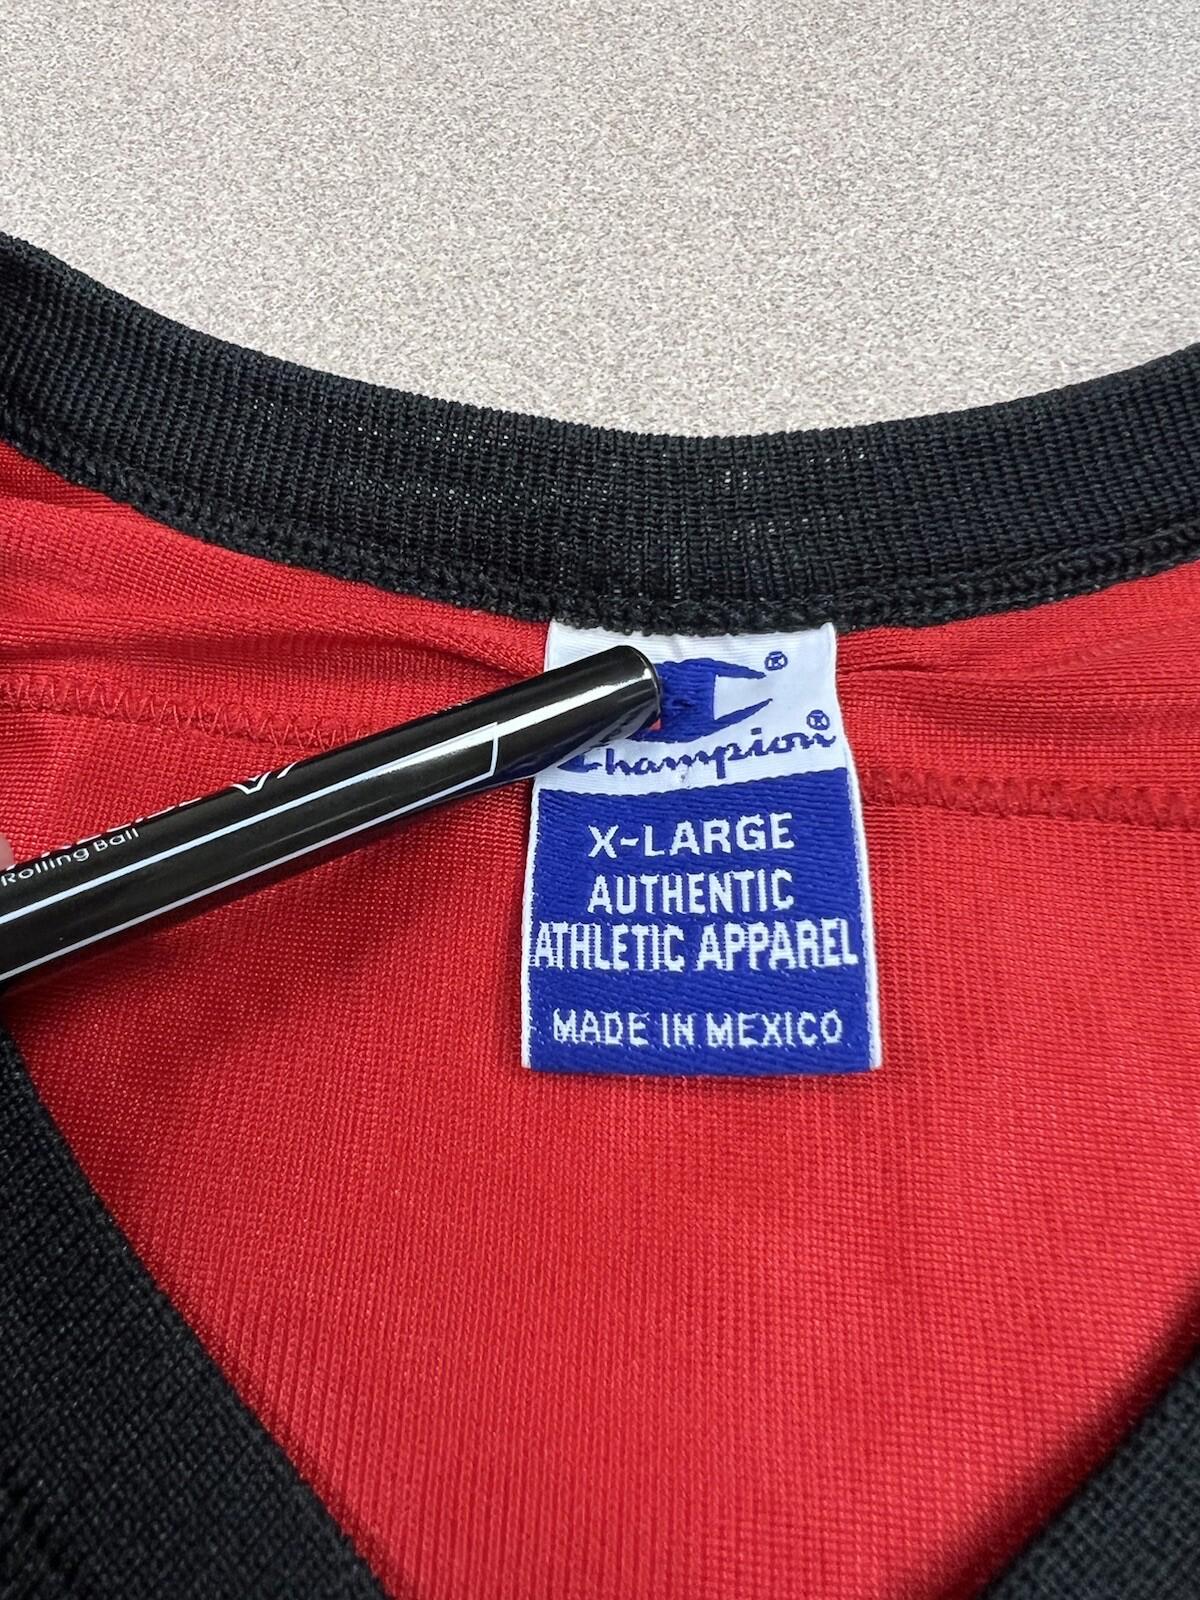 ®
Champion®
X-LARGE
AUTHENTIC
ATHLETIC APPAREL
MADE IN MEXICO
Rolling Ball